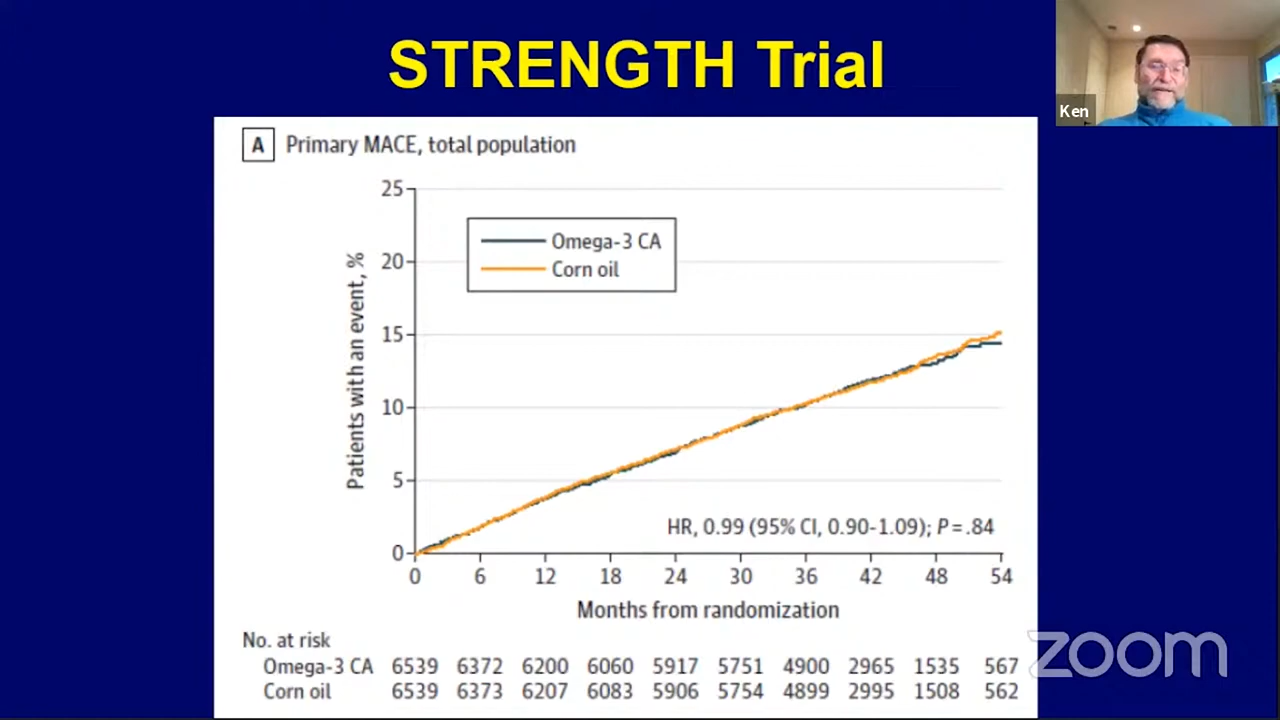 STRENGTH Trial
Ken
A Primary MACE, total population
25
20
15
10
5
0
Patients with an event, %
Omega-3 CA
Corn oil
HR, 0.99 (95% CI, 0.90-1.09); P=.84
0 6 12 18 24 30 36 42 48 54
Months from randomization
No. at risk
Omega-3 CA 6539 6372 6200 6060 5917 5751 4900 2965 1535 567
Corn oil 6539 6373 6207 6083 5906 5754 4899 2995 1508 562
zoom